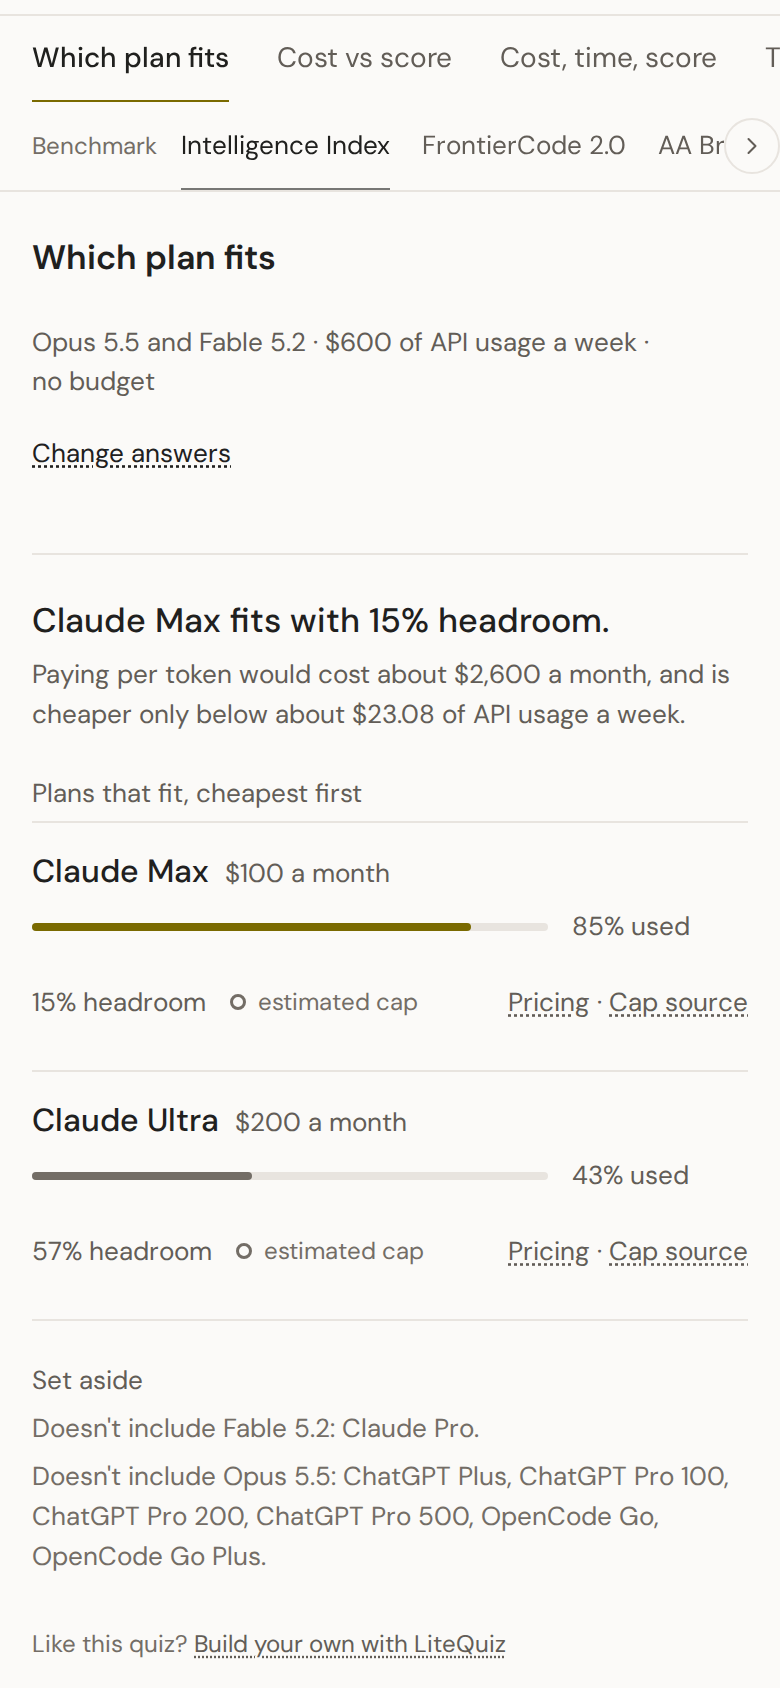 Which plan fits Cost vs score Cost, time, score T
Benchmark Intelligence Index FrontierCode 2.0 AA Br
Which plan fits
Opus 5.5 and Fable 5.2 · $600 of API usage a week ·
no budget
Change answers
Claude Max fits with 15% headroom.
Paying per token would cost about $2,600 a month, and is
cheaper only below about $23.08 of API usage a week.
Plans that fit, cheapest first
Claude Max $100 a month
85% used
15% headroom estimated cap Pricing · Cap source
Claude Ultra $200 a month
43% used
57% headroom estimated cap Pricing · Cap source
Set aside
Doesn't include Fable 5.2: Claude Pro.
Doesn't include Opus 5.5: ChatGPT Plus, ChatGPT Pro 100,
ChatGPT Pro 200, ChatGPT Pro 500, OpenCode Go,
OpenCode Go Plus.
Like this quiz? Build your own with LiteQuiz